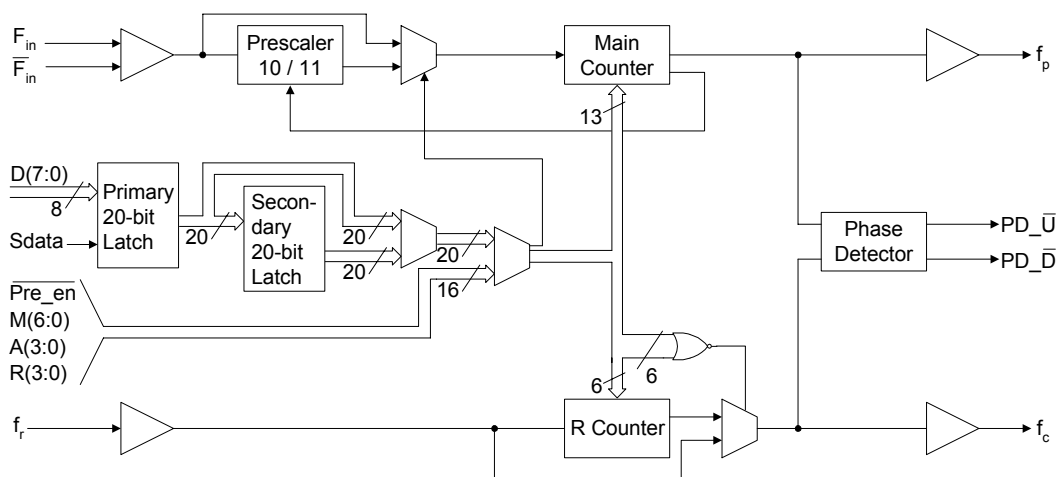 F_in
F̅_in
Prescaler
10 / 11
Main
Counter
f_p
13
D(7:0)
8
Sdata
Primary
20-bit
Latch
20
Secon-
dary
20-bit
Latch
20
20
20
16
Phase
Detector
PD_U̅
PD_D̅
P̅r̅e̅_̅e̅n̅
M(6:0)
A(3:0)
R(3:0)
6
6
f_r
R Counter
f_c